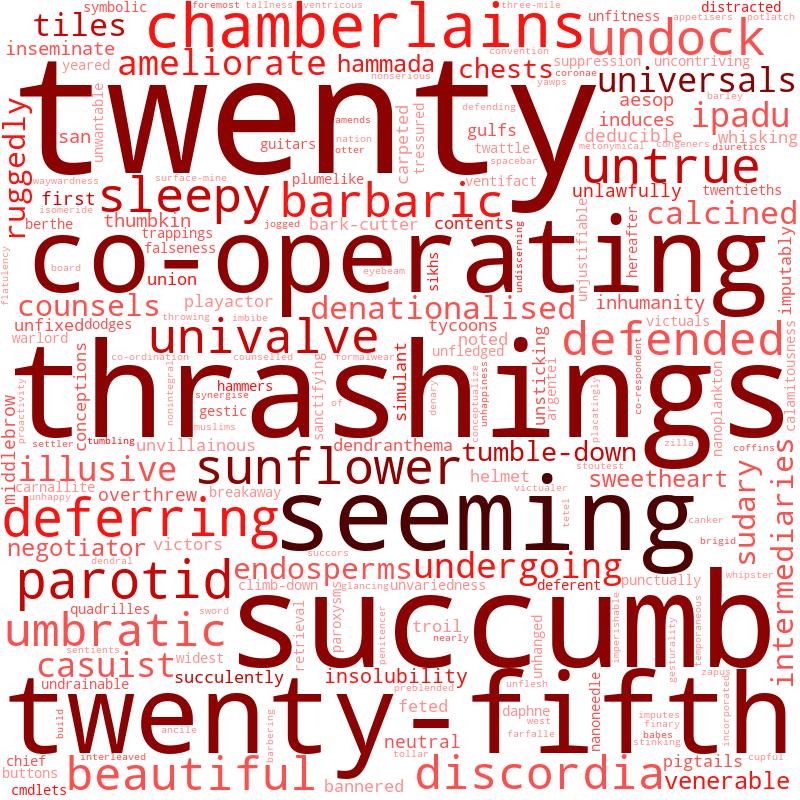 symbolic
foremost
tallness
ventricous
three-mile
distracted
tiles
chamberlains
unfitness
appetisers
potlatch
undock
inseminate
convention
yeared
ameliorate
hammada
nonserious
chests
coronae
suppression
uncontriving
yawps
universals
twenty
unwantable
amends
carpeted
tressured
defending
aesop
barley
ipadu
ruggedly
san
guitars
nation
otter
gulfs
twattle
spacebar
induces
deducible
whisking
metonymical
congeners
diuretics
untrue
waywardness
surface-mine
plumelike
ventifact
unlawfully
twentieths
first
sleepy
barbaric
isomeride
berthe
thumbkin
jogged
bark-cutter
contents
undiscerning
unjustifiable
hereafter
calcined
imputably
trappings
falseness
co-operating
flatulency
board
union
eyebeam
sikhs
counsels
playactor
denationalised
inhumanity
throwing
imbibe
unfixed
dodges
tycoons
victuals
warlord
univalve
noted
unfledged
defended
calamitousness
conceptions
co-ordination
counselled
formalwear
simulant
unsticking
argentei
co-respondent
thrashings
proactivity
nonintegral
hammers
synergise
gestic
muslims
sanctifying
of
denary
conceptualize
unhappiness
placatingly
nanoplankton
middlebrow
settler
tumbling
unvillainous
dendranthema
tumble-down
zilla
coffins
illusive
sunflower
helmet
stoutest
sweetheart
sudary
intermediaries
carnallite
unhappy
overthrew
breakaway
victualer
deferring
seeming
tetel
canker
negotiator
victors
brigid
dendral
succors
parotid
endosperms
undergoing
whipster
climb-down
glancing
unvariedness
deferent
punctually
quadrilles
sword
succumb
umbratic
retrieval
paroxysms
penitencer
troil
nearly
unhanged
imperishable
gesturality
temporaneous
sentients
casuist
widest
zapus
undrainable
succulently
insolubility
preblended
unflesh
nanoneedle
incorporated
twenty-fifth
build
ancile
barbering
feted
daphne
west
farfalle
imputes
finary
babes
stinking
neutral
tollar
chief
interleaved
pigtails
cupful
buttons
beautiful
bannered
discordia
venerable
cmdlets